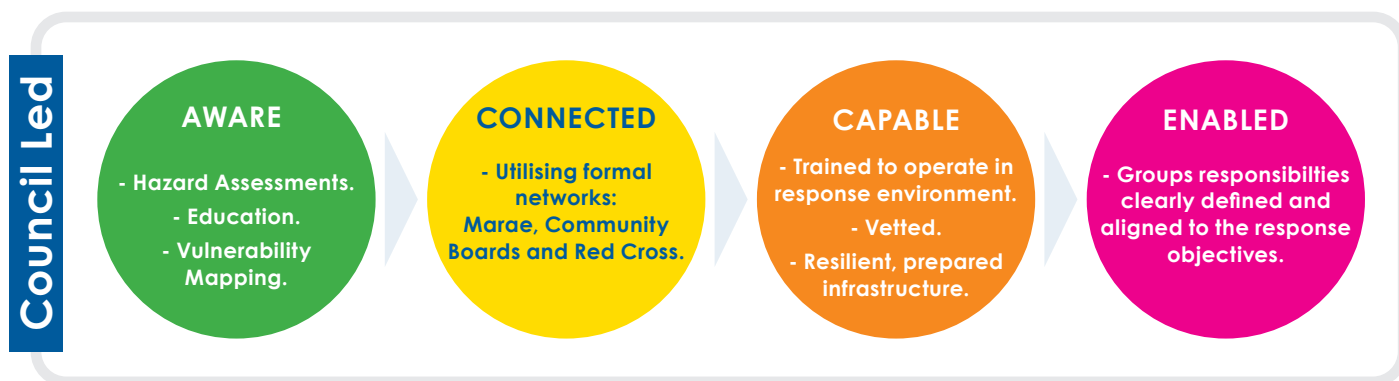 Council Led
AWARE
- Hazard Assessments.
- Education.
- Vulnerability
Mapping.
CONNECTED
- Utilising formal
networks:
Marae, Community
Boards and Red Cross.
CAPABLE
- Trained to operate in
response environment.
- Vetted.
- Resilient, prepared
infrastructure.
ENABLED
- Groups responsibilties
clearly defined and
aligned to the response
objectives.